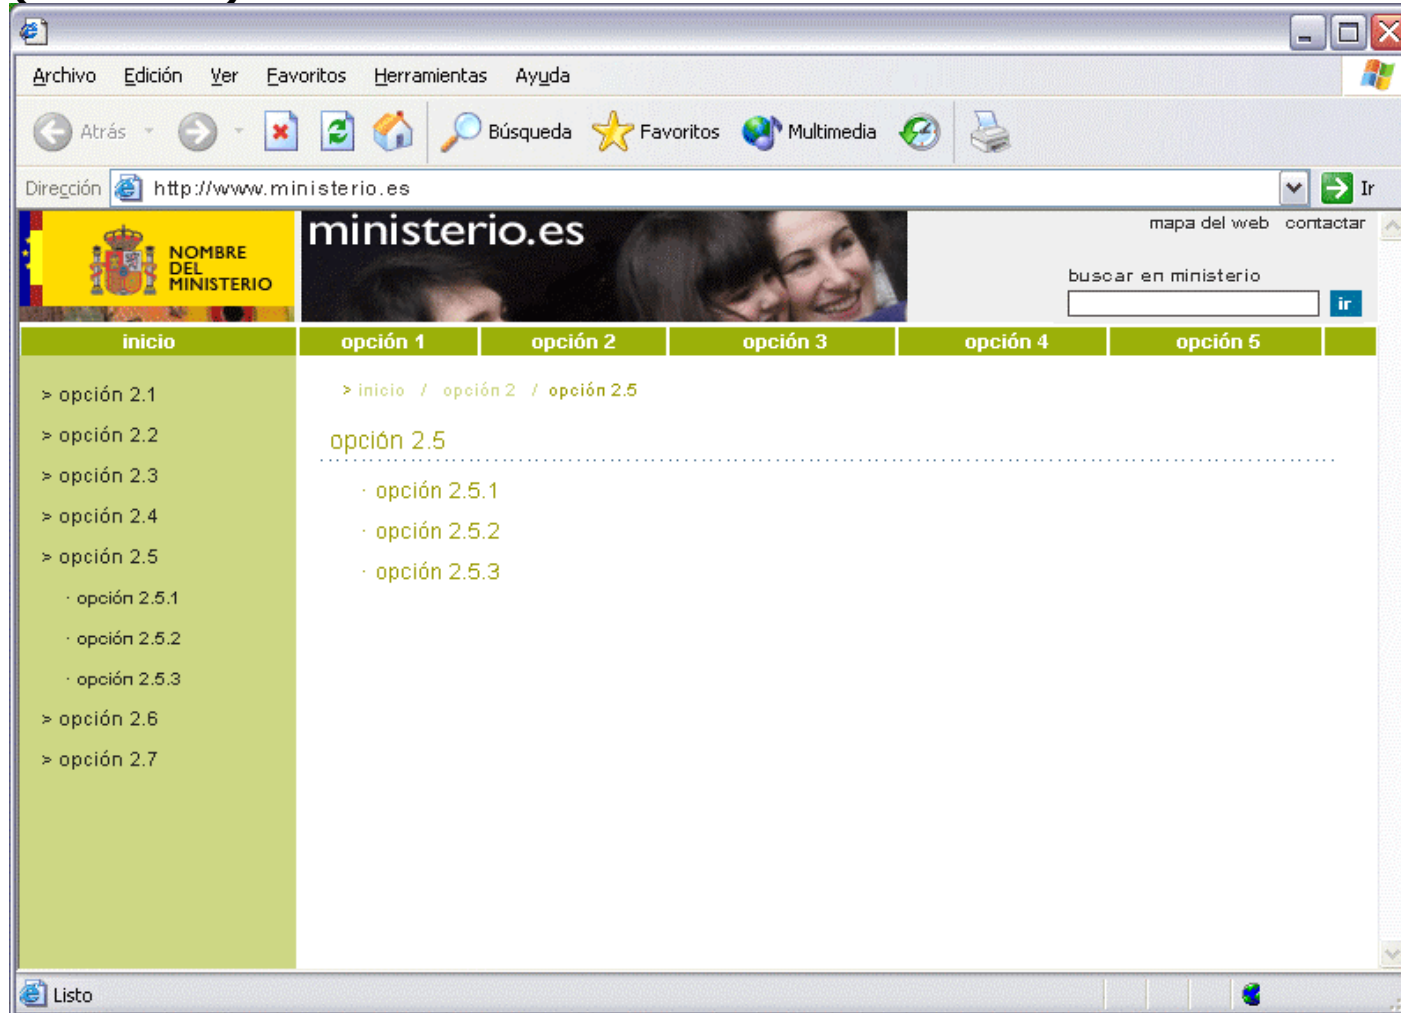 Archivo Edición Ver Favoritos Herramientas Ayuda
Atrás Búsqueda Favoritos Multimedia
Dirección http://www.ministerio.es Ir
NOMBRE
DEL
MINISTERIO
ministerio.es
mapa del web contactar
buscar en ministerio
ir
inicio opción 1 opción 2 opción 3 opción 4 opción 5
> opción 2.1
> opción 2.2
> opción 2.3
> opción 2.4
> opción 2.5
· opción 2.5.1
· opción 2.5.2
· opción 2.5.3
> opción 2.6
> opción 2.7
> inicio / opción 2 / opción 2.5
opción 2.5
· opción 2.5.1
· opción 2.5.2
· opción 2.5.3
Listo